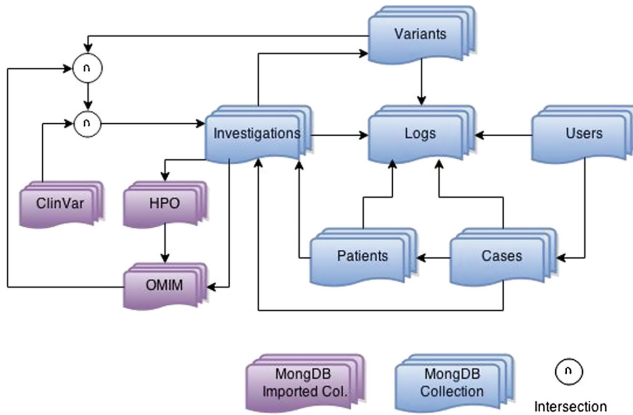 Variants
∩
∩
Investigations
Logs
Users
ClinVar
HPO
Patients
Cases
OMIM
MongDB
Imported Col.
MongDB
Collection
∩
Intersection